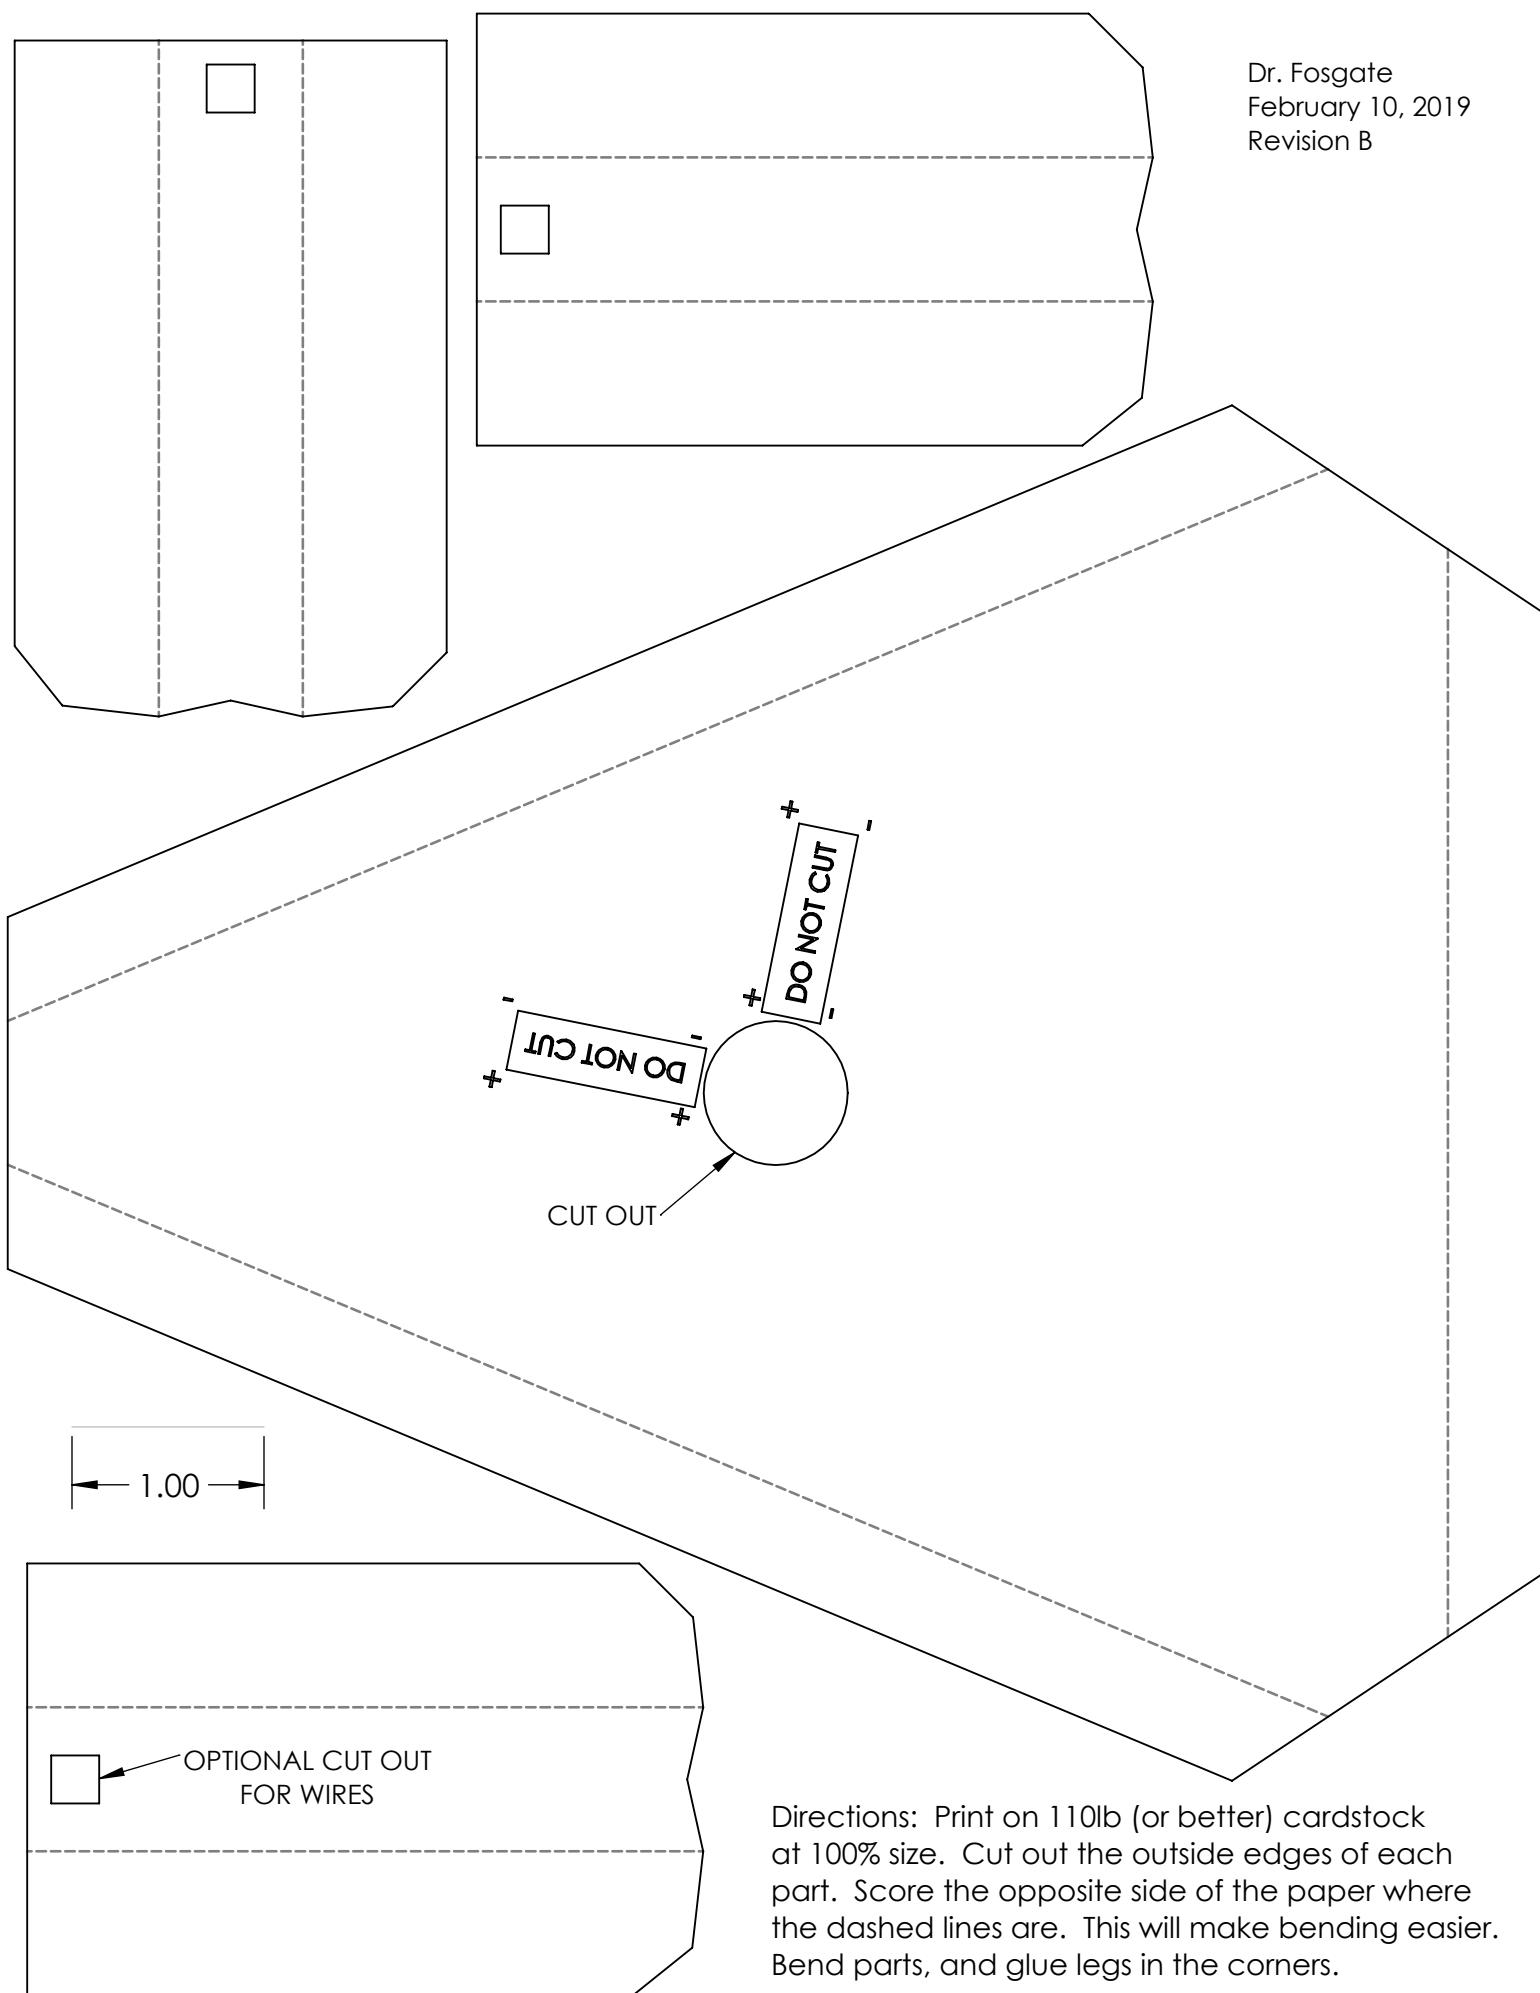 Dr. Fosgate
February 10, 2019
Revision B
+
-
DO NOT CUT
+
-
-
DO NOT CUT
-
+
+
CUT OUT
1.00
OPTIONAL CUT OUT
FOR WIRES
Directions:  Print on 110lb (or better) cardstock
at 100% size.  Cut out the outside edges of each
part.  Score the opposite side of the paper where
the dashed lines are.  This will make bending easier.
Bend parts, and glue legs in the corners.